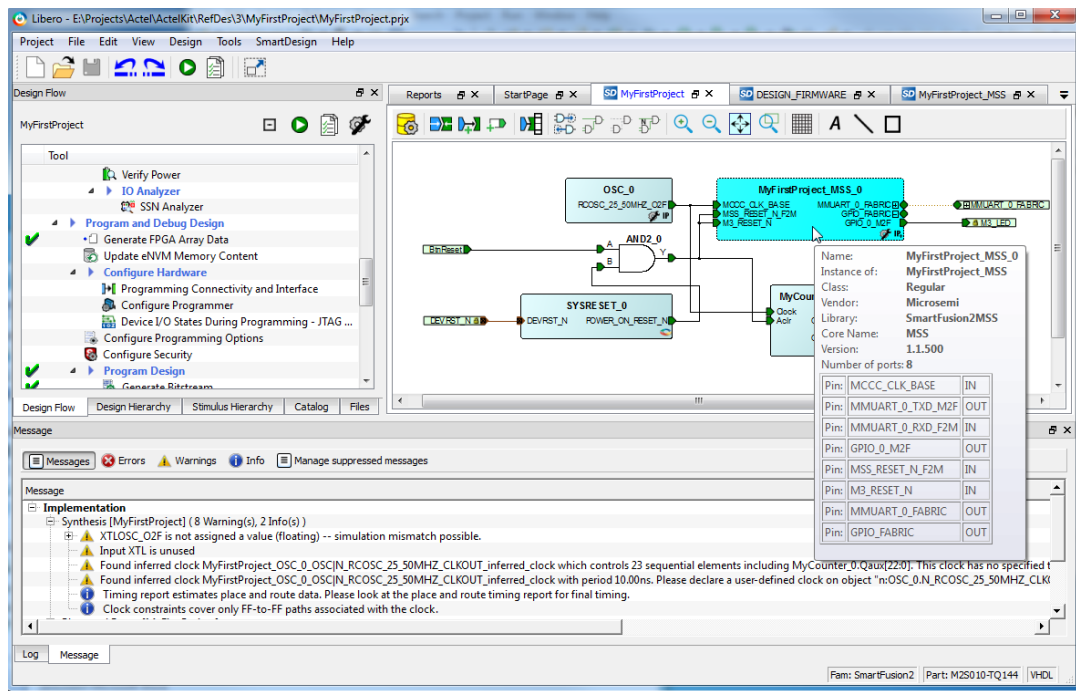 Libero - E:\Projects\Actel\ActelKit\RefDes\3\MyFirstProject\MyFirstProject.prjx
Project File Edit View Design Tools SmartDesign Help
Design Flow
Reports StartPage MyFirstProject DESIGN_FIRMWARE MyFirstProject_MSS
MyFirstProject
Tool
Verify Power
IO Analyzer
SSN Analyzer
Program and Debug Design
Generate FPGA Array Data
Update eNVM Memory Content
Configure Hardware
Programming Connectivity and Interface
Configure Programmer
Device I/O States During Programming - JTAG ...
Configure Programming Options
Configure Security
Program Design
Generate Bitstream
Design Flow Design Hierarchy Stimulus Hierarchy Catalog Files
OSC_0
RCOSC_25_50MHZ_O2F
IP
MyFirstProject_MSS_0
MCCC_CLK_BASE MMUART_0_FABRIC
MSS_RESET_N_F2M GPIO_FABRIC
M3_RESET_N GPIO_0_M2F
IP
MMUART_0_FABRIC
M3_LED
BtnReset
AND2_0
A
B
Y
SYSRESET_0
DEVRST_N
DEVRST_N POWER_ON_RESET_N
MyCou
Clock
Aclr
Name: MyFirstProject_MSS_0
Instance of: MyFirstProject_MSS
Class: Regular
Vendor: Microsemi
Library: SmartFusion2MSS
Core Name: MSS
Version: 1.1.500
Number of ports: 8
Pin: MCCC_CLK_BASE IN
Pin: MMUART_0_TXD_M2F OUT
Pin: MMUART_0_RXD_F2M IN
Pin: GPIO_0_M2F OUT
Pin: MSS_RESET_N_F2M IN
Pin: M3_RESET_N IN
Pin: MMUART_0_FABRIC OUT
Pin: GPIO_FABRIC OUT
Message
Messages Errors Warnings Info Manage suppressed messages
Message
Implementation
Synthesis [MyFirstProject] ( 8 Warning(s), 2 Info(s) )
XTLOSC_O2F is not assigned a value (floating) -- simulation mismatch possible.
Input XTL is unused
Found inferred clock MyFirstProject_OSC_0_OSC|N_RCOSC_25_50MHZ_CLKOUT_inferred_clock which controls 23 sequential elements including MyCounter_0.Qaux[22:0]. This clock has no specified t
Found inferred clock MyFirstProject_OSC_0_OSC|N_RCOSC_25_50MHZ_CLKOUT_inferred_clock with period 10.00ns. Please declare a user-defined clock on object "n:OSC_0.N_RCOSC_25_50MHZ_CLK
Timing report estimates place and route data. Please look at the place and route timing report for final timing.
Clock constraints cover only FF-to-FF paths associated with the clock.
Log Message
Fam: SmartFusion2 Part: M2S010-TQ144 VHDL